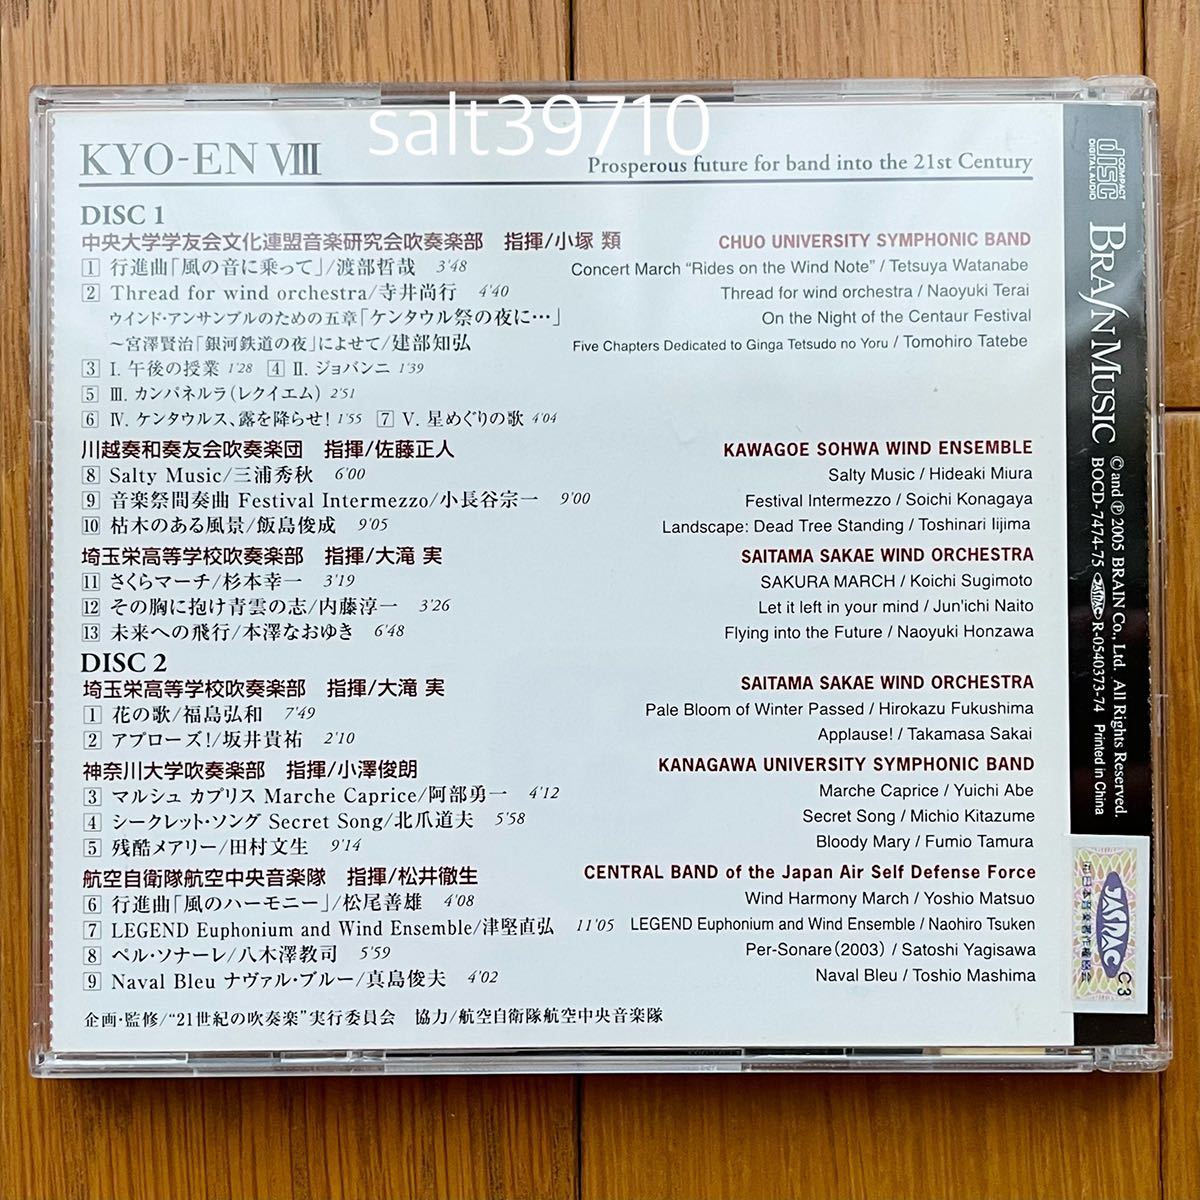 salt39710
KYO-EN VIII Prosperous future for band into the 21st Century
DISC 1
中央大学学友会文化連盟音楽研究会吹奏楽部 指揮/小塚 類 CHUO UNIVERSITY SYMPHONIC BAND
1 行進曲「風の音に乗って」/渡部哲哉 3'48 Concert March “Rides on the Wind Note” / Tetsuya Watanabe
2 Thread for wind orchestra/寺井尚行 4'40 Thread for wind orchestra / Naoyuki Terai
ウインド・アンサンブルのための五章「ケンタウル祭の夜に…」 On the Night of the Centaur Festival
～宮澤賢治「銀河鉄道の夜」によせて/建部知弘 Five Chapters Dedicated to Ginga Tetsudo no Yoru / Tomohiro Tatebe
3 I. 午後の授業 1'28 4 II. ジョバンニ 1'39
5 III. カンパネルラ(レクイエム) 2'51
6 IV. ケンタウルス、露を降らせ! 1'55 7 V. 星めぐりの歌 4'04
川越奏和奏友会吹奏楽団 指揮/佐藤正人 KAWAGOE SOHWA WIND ENSEMBLE
8 Salty Music/三浦秀秋 6'00 Salty Music / Hideaki Miura
9 音楽祭間奏曲 Festival Intermezzo/小長谷宗一 9'00 Festival Intermezzo / Soichi Konagaya
10 枯木のある風景/飯島俊成 9'05 Landscape: Dead Tree Standing / Toshinari Iijima
埼玉栄高等学校吹奏楽部 指揮/大滝 実 SAITAMA SAKAE WIND ORCHESTRA
11 さくらマーチ/杉本幸一 3'19 SAKURA MARCH / Koichi Sugimoto
12 その胸に抱け青雲の志/内藤淳一 3'26 Let it left in your mind / Jun'ichi Naito
13 未来への飛行/本澤なおゆき 6'48 Flying into the Future / Naoyuki Honzawa
DISC 2
埼玉栄高等学校吹奏楽部 指揮/大滝 実 SAITAMA SAKAE WIND ORCHESTRA
1 花の歌/福島弘和 7'49 Pale Bloom of Winter Passed / Hirokazu Fukushima
2 アプローズ!/坂井貴祐 2'10 Applause! / Takamasa Sakai
神奈川大学吹奏楽部 指揮/小澤俊朗 KANAGAWA UNIVERSITY SYMPHONIC BAND
3 マルシュ カプリス Marche Caprice/阿部勇一 4'12 Marche Caprice / Yuichi Abe
4 シークレット・ソング Secret Song/北爪道夫 5'58 Secret Song / Michio Kitazume
5 残酷メアリー/田村文生 9'14 Bloody Mary / Fumio Tamura
航空自衛隊航空中央音楽隊 指揮/松井徹生 CENTRAL BAND of the Japan Air Self Defense Force
6 行進曲「風のハーモニー」/松尾善雄 4'08 Wind Harmony March / Yoshio Matsuo
7 LEGEND Euphonium and Wind Ensemble/津堅直弘 11'05 LEGEND Euphonium and Wind Ensemble / Naohiro Tsuken
8 ペル・ソナーレ/八木澤教司 5'59 Per-Sonare(2003) / Satoshi Yagisawa
9 Naval Bleu ナヴァル・ブルー/真島俊夫 4'02 Naval Bleu / Toshio Mashima
企画・監修/“21世紀の吹奏楽”実行委員会 協力/航空自衛隊航空中央音楽隊
COMPACT disc DIGITAL AUDIO
BRAIN MUSIC
© and ℗ 2005 BRAIN Co., Ltd. All Rights Reserved.
BOCD-7474-75 JASRAC R-0540373-74 Printed in China
JASRAC
C-3